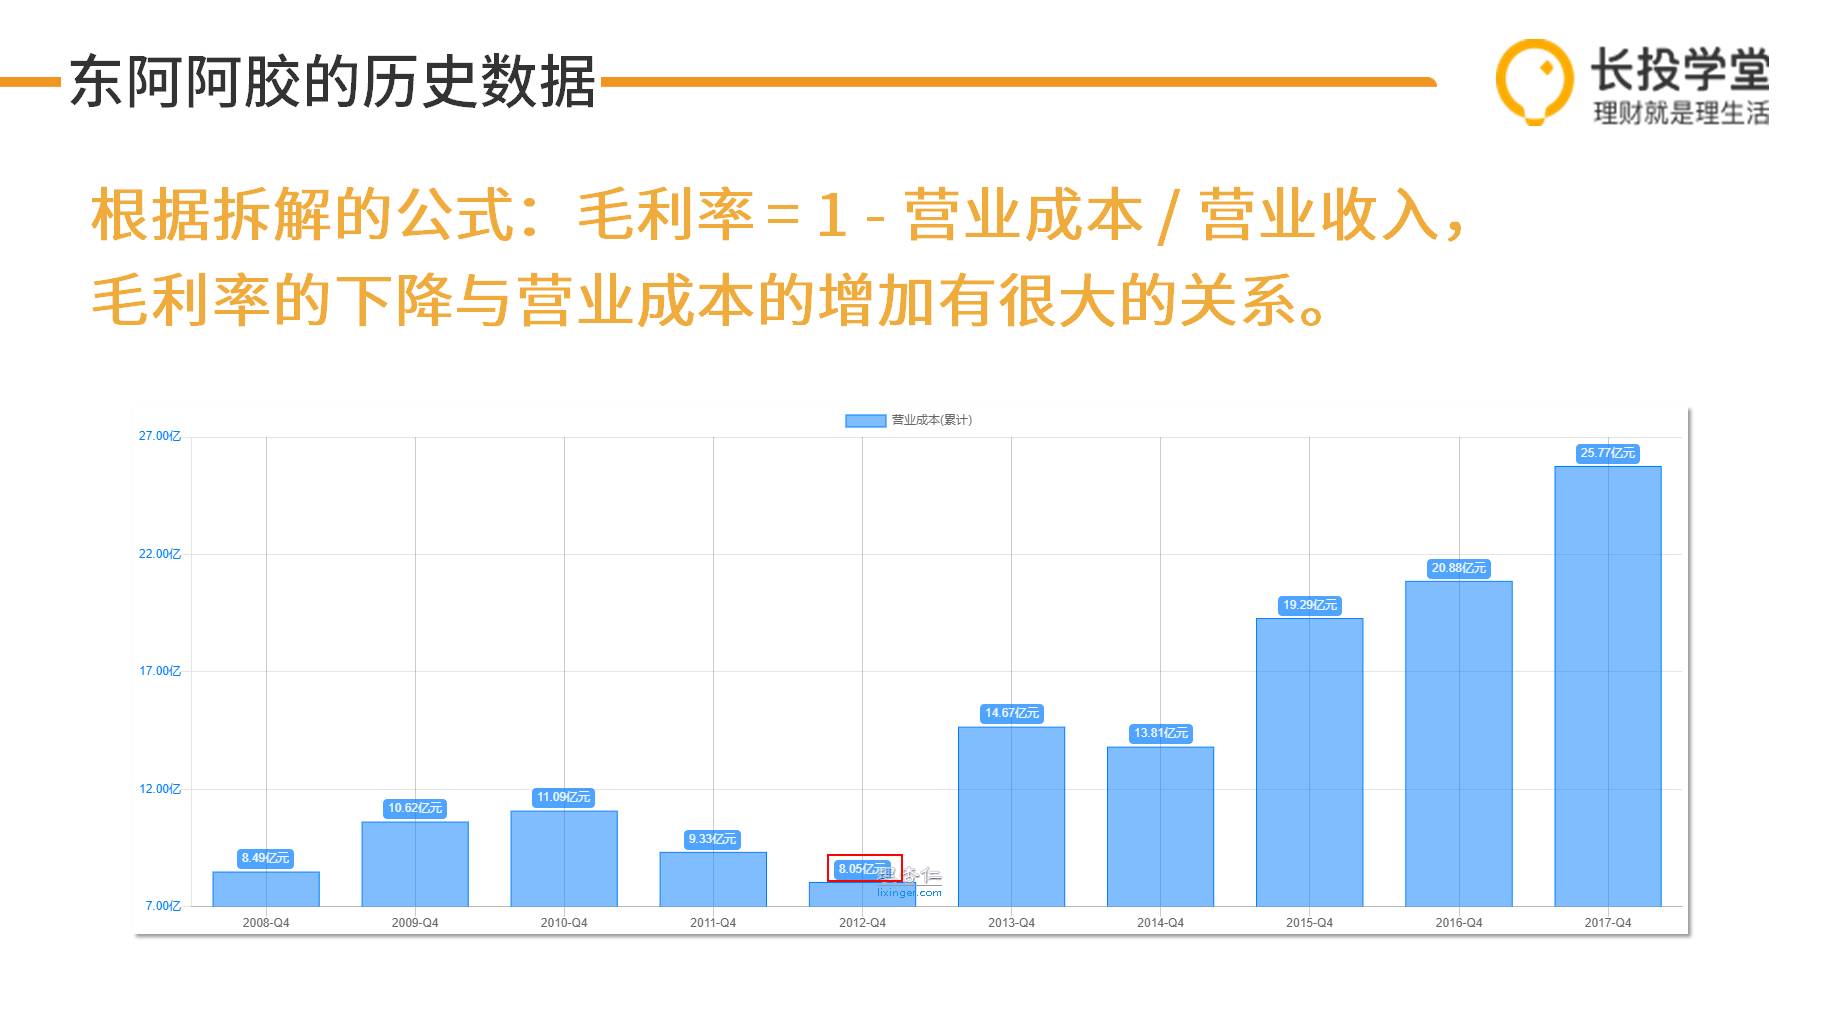 东阿阿胶的历史数据
长投学堂
理财就是理生活
根据拆解的公式：毛利率 = 1 - 营业成本 / 营业收入，
毛利率的下降与营业成本的增加有很大的关系。
营业成本(累计)
27.00亿
22.00亿
17.00亿
12.00亿
7.00亿
8.49亿元
10.62亿元
11.09亿元
9.33亿元
8.05亿元
14.67亿元
13.81亿元
19.29亿元
20.88亿元
25.77亿元
理杏仁
lixinger.com
2008-Q4 2009-Q4 2010-Q4 2011-Q4 2012-Q4 2013-Q4 2014-Q4 2015-Q4 2016-Q4 2017-Q4